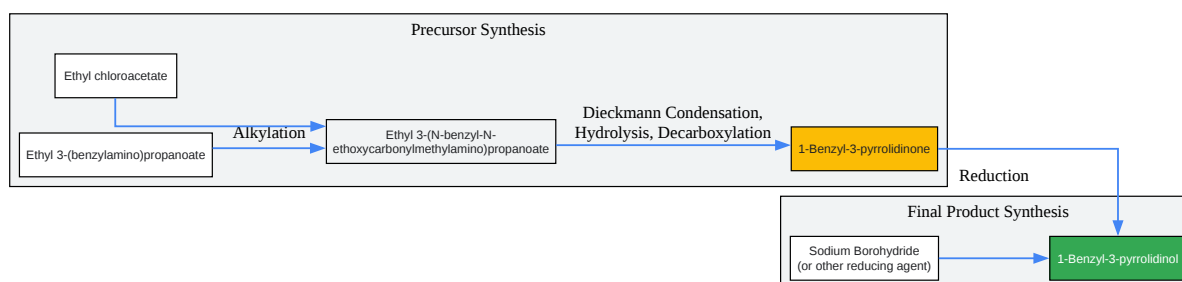 Precursor Synthesis
Ethyl chloroacetate
Ethyl 3-(benzylamino)propanoate
Alkylation
Ethyl 3-(N-benzyl-N-
ethoxycarbonylmethylamino)propanoate
Dieckmann Condensation,
Hydrolysis, Decarboxylation
1-Benzyl-3-pyrrolidinone
Reduction
Final Product Synthesis
Sodium Borohydride
(or other reducing agent)
1-Benzyl-3-pyrrolidinol